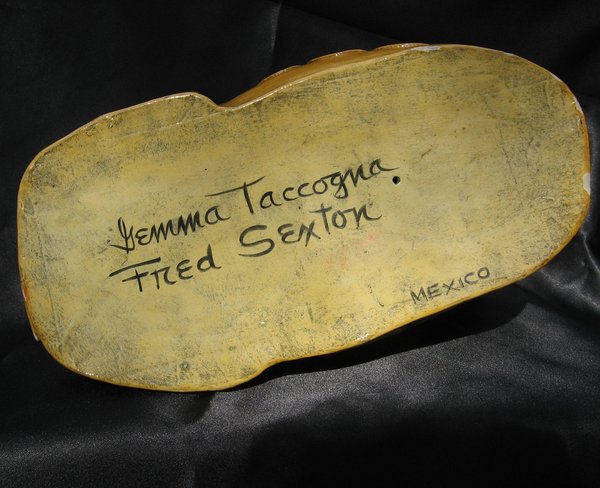 Gemma Taccogna
Fred Sexton
MEXICO